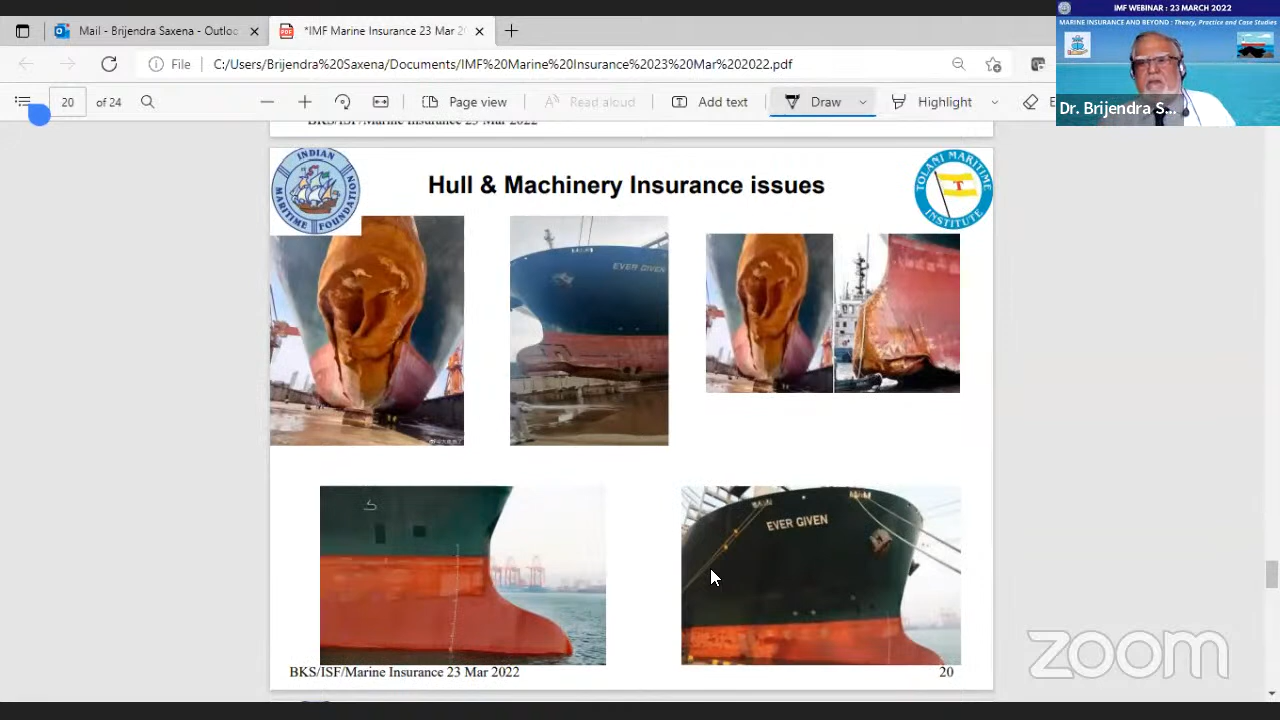 IMF WEBINAR : 23 MARCH 2022
MARINE INSURANCE AND BEYOND : Theory, Practice and Case Studies
Mail - Brijendra Saxena - Outloo
*IMF Marine Insurance 23 Mar 2
File
C:/Users/Brijendra%20Saxena/Documents/IMF%20Marine%20Insurance%2023%20Mar%202022.pdf
20 of 24
Page view
Read aloud
Add text
Draw
Highlight
E
Dr. Brijendra S...
BKS/ISF/Marine Insurance 23 Mar 2022
INDIAN MARITIME FOUNDATION
Hull & Machinery Insurance issues
TOLANI MARITIME INSTITUTE
T
EVER GIVEN
EVER GIVEN
BKS/ISF/Marine Insurance 23 Mar 2022
20
zoom